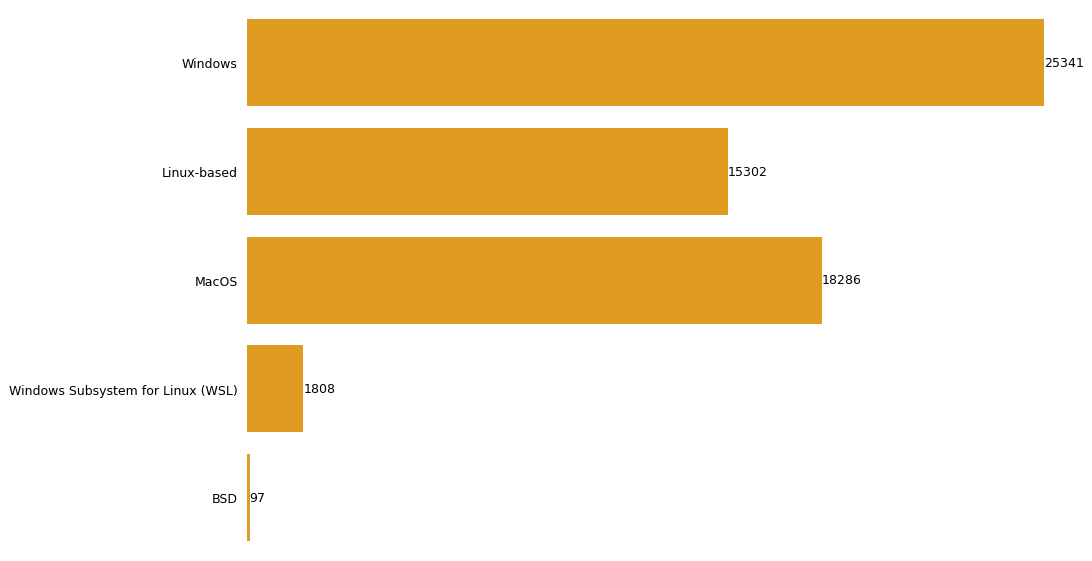 Windows 25341
Linux-based 15302
MacOS 18286
Windows Subsystem for Linux (WSL) 1808
BSD 97